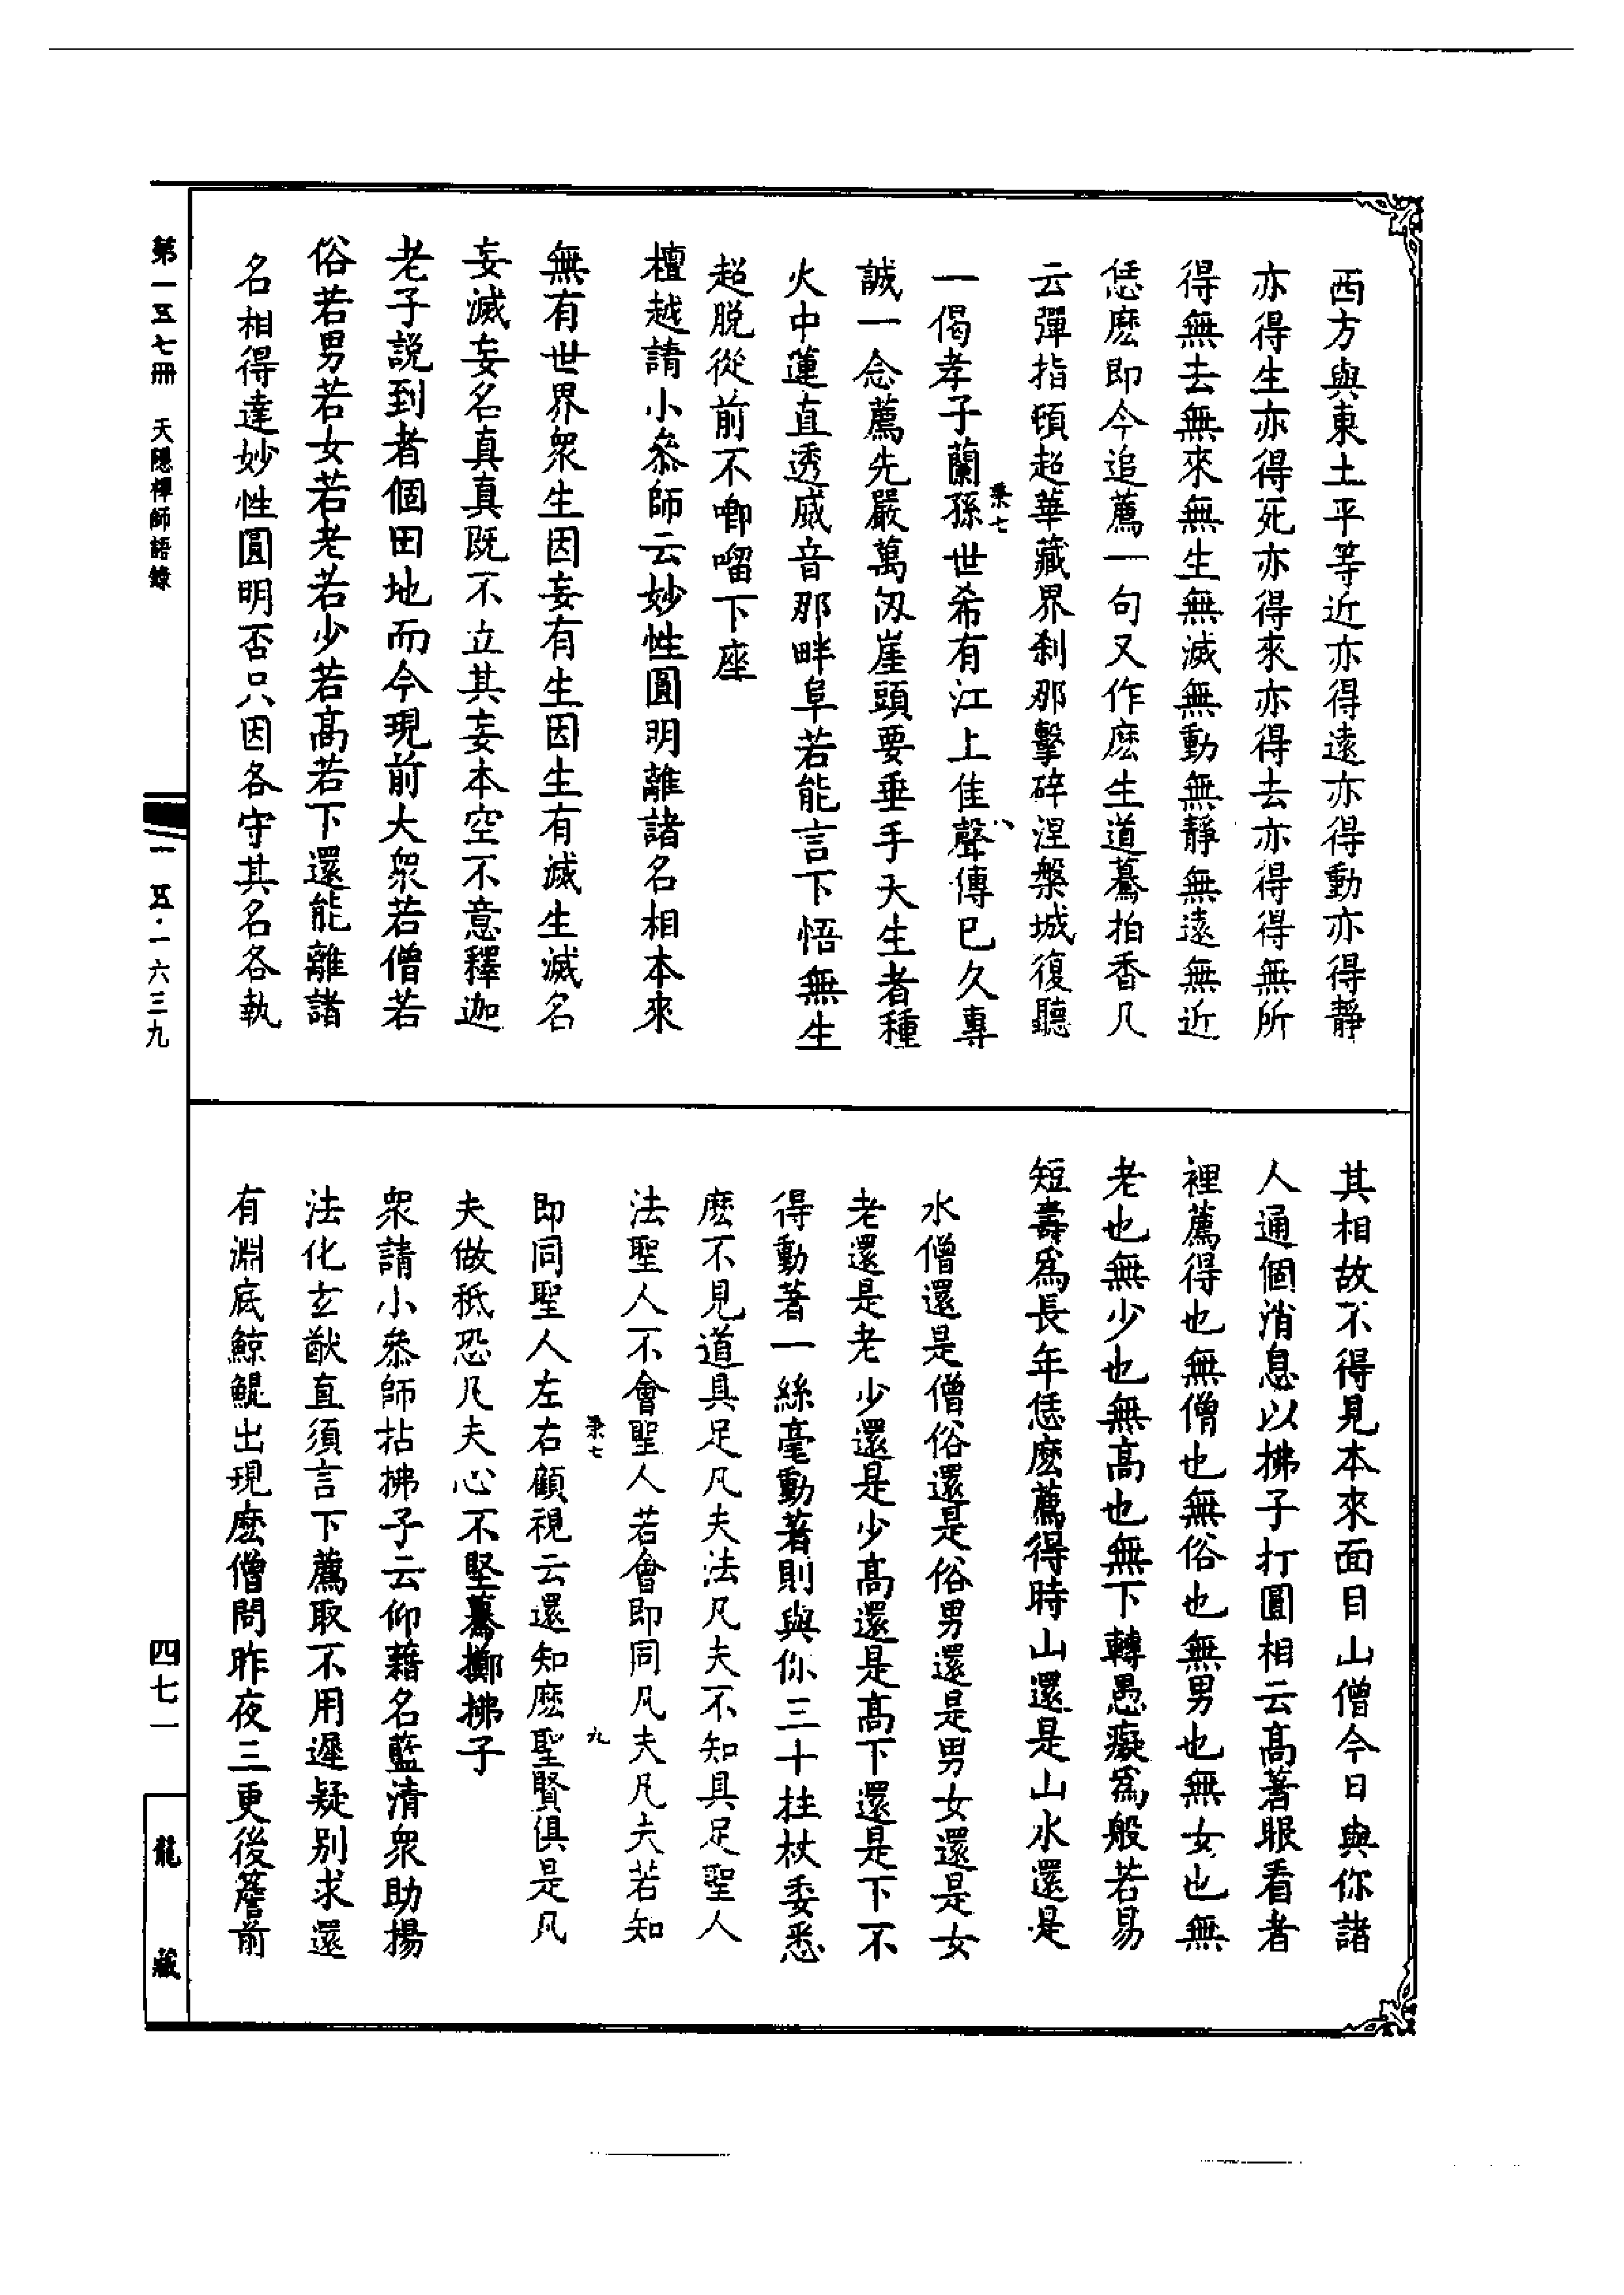 西方與東土平等近亦得遠亦得動亦得靜
亦得生亦得死亦得來亦得去亦得得無所
得無去無來無生無滅無動無靜無遠無近
恁麽即今追薦一句又作麽生道驀拍香几
云彈指頓超華藏界刹那擊碎涅槃城復聽
一偈孝子蘭孫世希有江上佳聲傳已久專
誠一念薦先嚴萬仭崖頭要垂手大生者種
火中蓮直透威音那畔阜若能言下悟無生
超脫從前不啣㗰下座
檀越請小叅師云妙性圓明離諸名相本來
無有世界衆生因妄有生因生有滅生滅名
妄滅妄名真真既不立其妄本空不意釋迦
老子説到者個田地而今現前大衆若僧若
俗若男若女若老若少若高若下還能離諸
名相得達妙性圓明否只因各守其名各執
其相故不得見本來面目山僧今日與你諸
人通個消息以拂子打圓相云高著眼看者
裡薦得也無僧也無俗也無男也無女也無
老也無少也無高也無下轉愚癡爲般若易
短壽爲長年恁麽薦得時山還是山水還是
水僧還是僧俗還是俗男還是男女還是女
老還是老少還是少高還是高下還是下不
得動著一絲毫動著則與你三十拄杖委悉
麽不見道具足凡夫法凡夫不知具足聖人
法聖人不會聖人若會即同凡夫凡夫若知
即同聖人左右顧視云還知麽聖賢俱是凡
夫做秪恐凡夫心不堅驀擲拂子
衆請小叅師拈拂子云仰藉名藍清衆助揚
法化玄猷直須言下薦取不用遲疑別求還
有淵底鯨鯤出現麽僧問昨夜三更後簷前
秉七
八
秉七
九
第一五七冊 天隱禪師語錄
一五·一六三九
四七一
龍藏